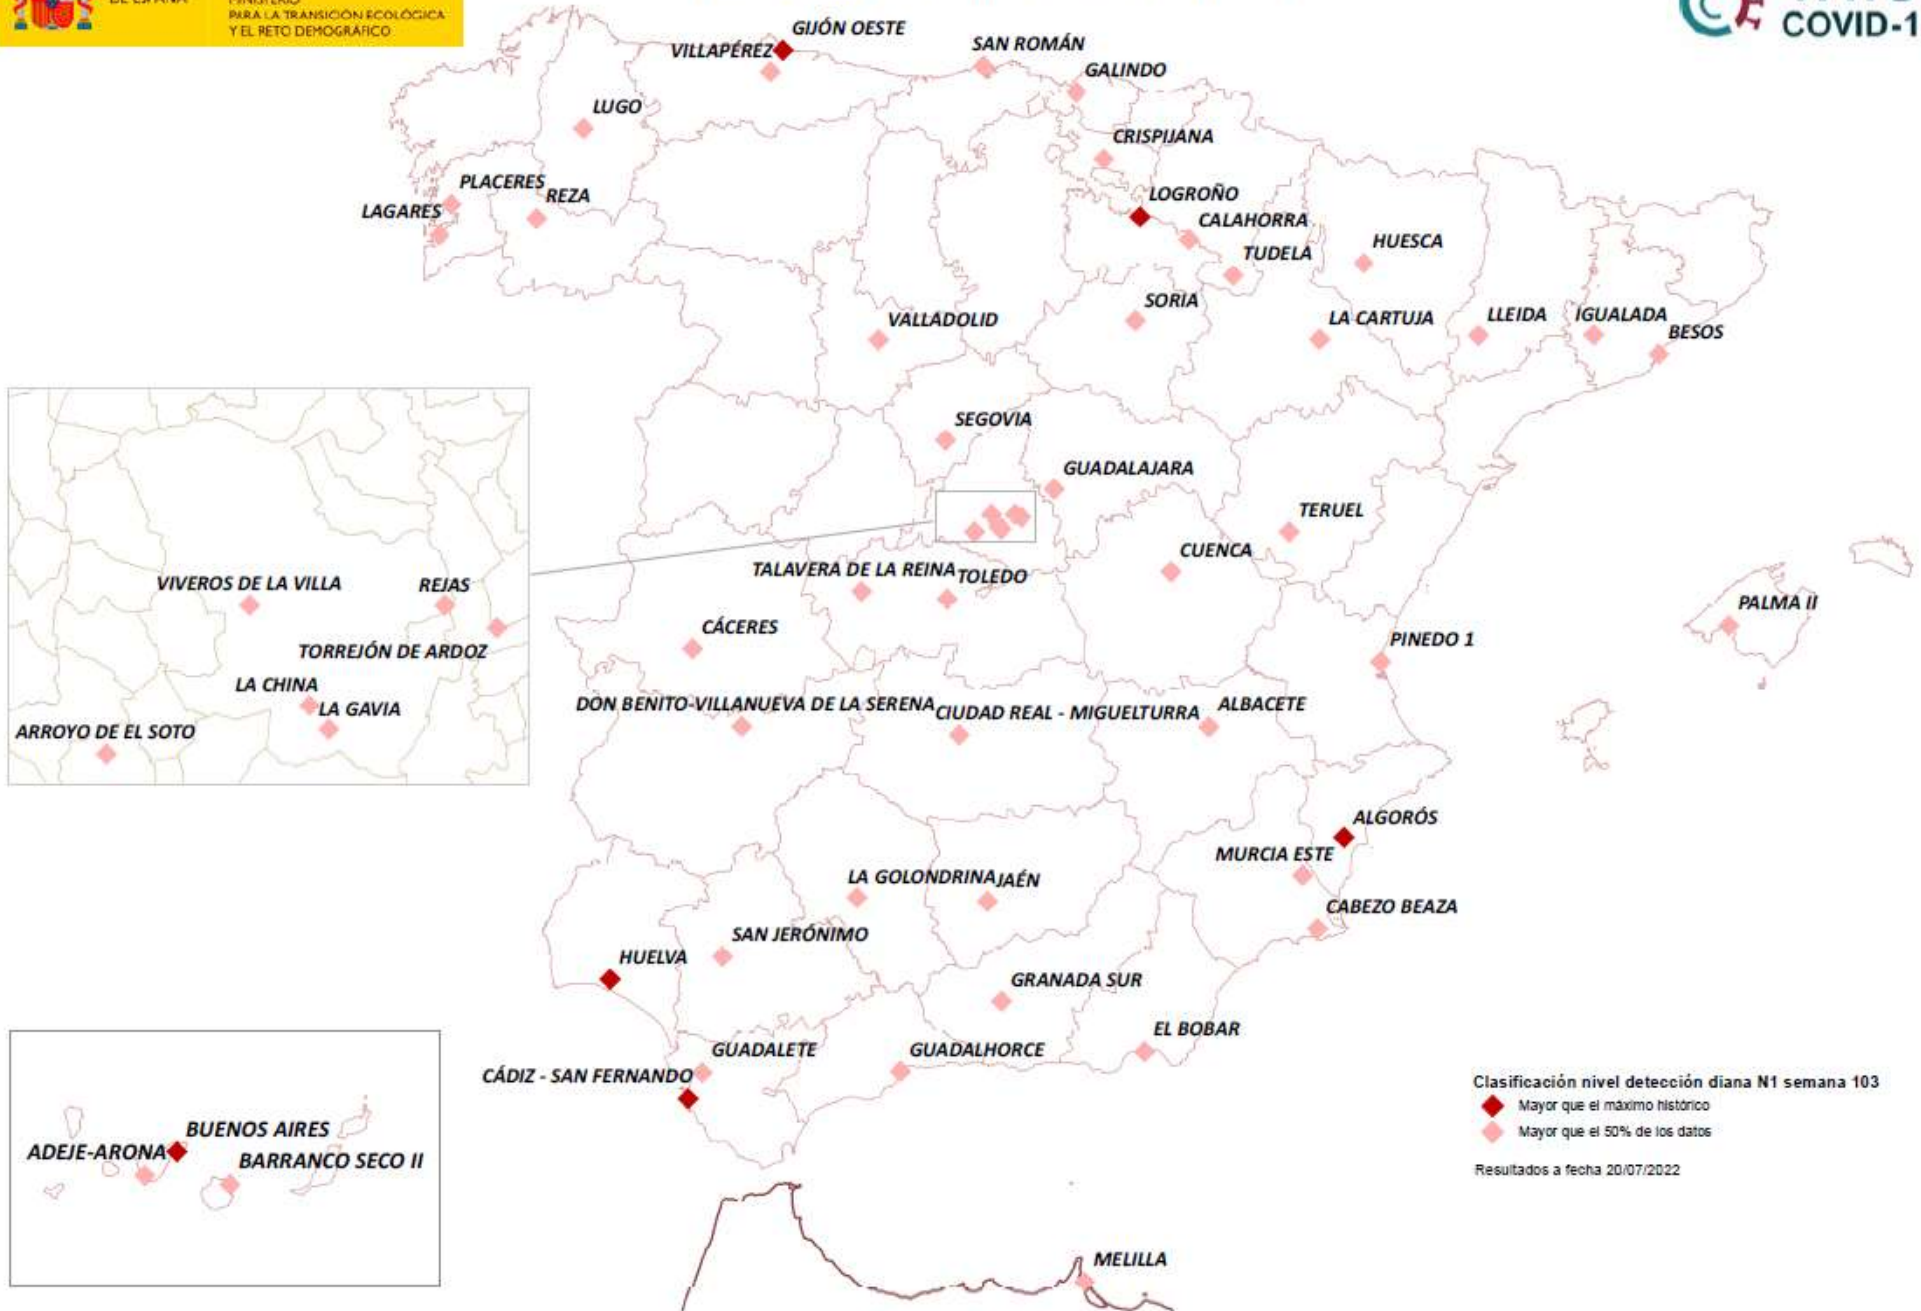 PARA LA TRANSICIÓN ECOLÓGICA
Y EL RETO DEMOGRÁFICO
COVID-1
GIJÓN OESTE
VILLAPÉREZ
SAN ROMÁN
GALINDO
LUGO
CRISPIJANA
PLACERES
REZA
LAGARES
LOGROÑO
CALAHORRA
TUDELA
HUESCA
SORIA
VALLADOLID
LA CARTUJA
LLEIDA
IGUALADA
BESOS
SEGOVIA
GUADALAJARA
TERUEL
CUENCA
VIVEROS DE LA VILLA
REJAS
TORREJÓN DE ARDOZ
LA CHINA
LA GAVIA
ARROYO DE EL SOTO
TALAVERA DE LA REINA
TOLEDO
CÁCERES
PALMA II
PINEDO 1
DON BENITO-VILLANUEVA DE LA SERENA
CIUDAD REAL - MIGUELTURRA
ALBACETE
ALGORÓS
MURCIA ESTE
LA GOLONDRINA
JAÉN
CABEZO BEAZA
SAN JERÓNIMO
HUELVA
GRANADA SUR
EL BOBAR
GUADALETE
GUADALHORCE
CÁDIZ - SAN FERNANDO
BUENOS AIRES
ADEJE-ARONA
BARRANCO SECO II
MELILLA
Clasificación nivel detección diana N1 semana 103
Mayor que el máximo histórico
Mayor que el 50% de los datos
Resultados a fecha 20/07/2022